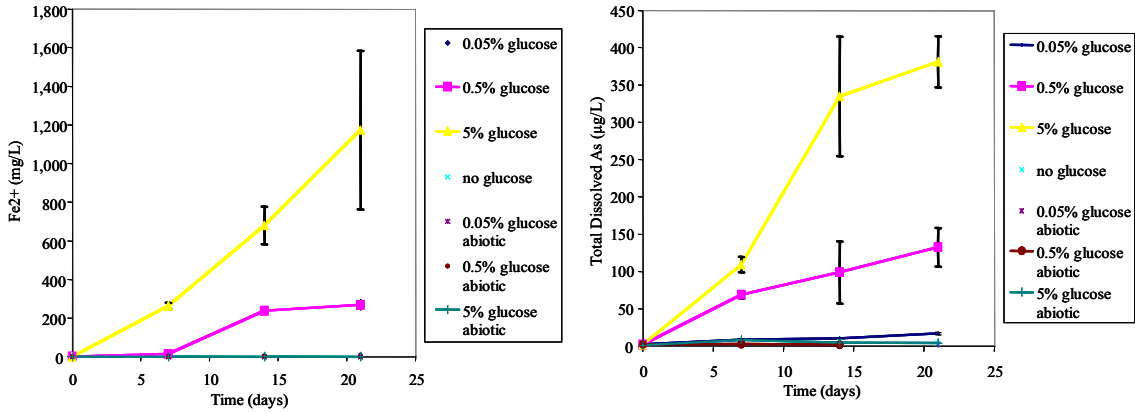 1,800
1,600
1,400
1,200
1,000
800
600
400
200
0
Fe2+ (mg/L)
0 5 10 15 20 25
Time (days)
0.05% glucose
0.5% glucose
5% glucose
no glucose
0.05% glucose
abiotic
0.5% glucose
abiotic
5% glucose
abiotic
450
400
350
300
250
200
150
100
50
0
Total Dissolved As (µg/L)
0 5 10 15 20 25
Time (days)
0.05% glucose
0.5% glucose
5% glucose
no glucose
0.05% glucose
abiotic
0.5% glucose
abiotic
5% glucose
abiotic